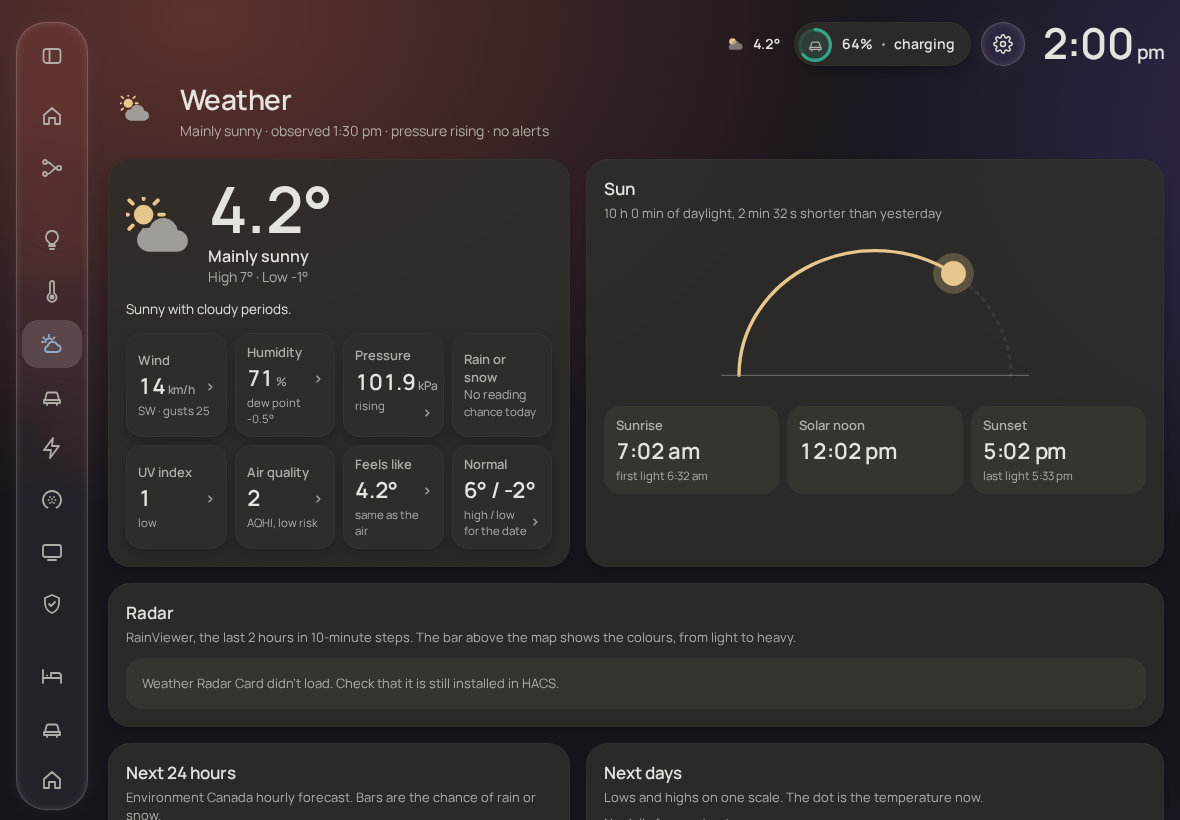 4.2°
64% • charging
2:00 pm
Weather
Mainly sunny · observed 1:30 pm · pressure rising · no alerts
4.2°
Mainly sunny
High 7° · Low -1°
Sunny with cloudy periods.
Wind
14 km/h
SW · gusts 25
Humidity
71 %
dew point
-0.5°
Pressure
101.9 kPa
rising
Rain or
snow
No reading
chance today
UV index
1
low
Air quality
2
AQHI, low risk
Feels like
4.2°
same as the
air
Normal
6° / -2°
high / low
for the date
Sun
10 h 0 min of daylight, 2 min 32 s shorter than yesterday
Sunrise
7:02 am
first light 6:32 am
Solar noon
12:02 pm
Sunset
5:02 pm
last light 5:33 pm
Radar
RainViewer, the last 2 hours in 10-minute steps. The bar above the map shows the colours, from light to heavy.
Weather Radar Card didn't load. Check that it is still installed in HACS.
Next 24 hours
Environment Canada hourly forecast. Bars are the chance of rain or
snow.
Next days
Lows and highs on one scale. The dot is the temperature now.